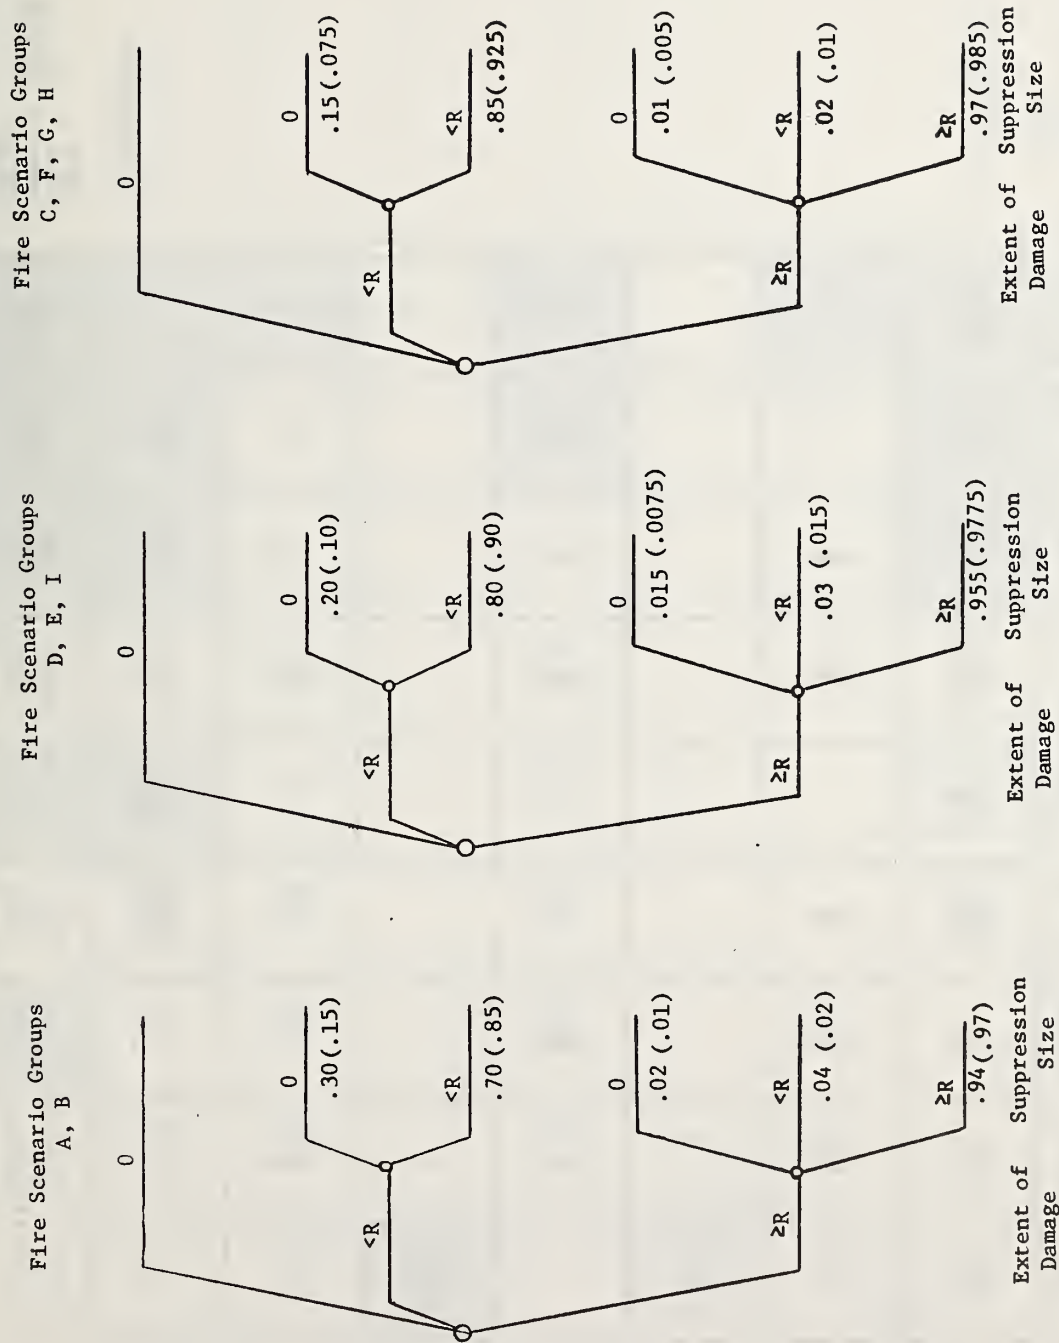 Fire Scenario Groups
A, B
0
<R
0
.30(.15)
<R
.70(.85)
≥R
0
.02 (.01)
<R
.04 (.02)
≥R
.94(.97)
Extent of
Damage
Suppression
Size
Fire Scenario Groups
D, E, I
0
<R
0
.20(.10)
<R
.80(.90)
≥R
0
.015 (.0075)
<R
.03 (.015)
≥R
.955(.9775)
Extent of
Damage
Suppression
Size
Fire Scenario Groups
C, F, G, H
0
<R
0
.15(.075)
<R
.85(.925)
≥R
0
.01 (.005)
<R
.02 (.01)
≥R
.97(.985)
Extent of
Damage
Suppression
Size